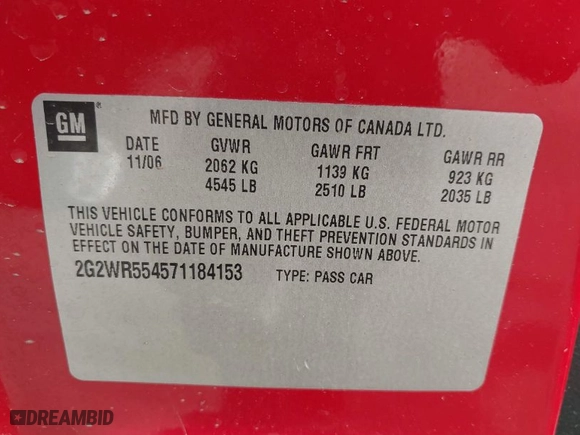 GM
MFD BY GENERAL MOTORS OF CANADA LTD.
DATE GVWR GAWR FRT GAWR RR
11/06 2062 KG 1139 KG 923 KG
4545 LB 2510 LB 2035 LB
THIS VEHICLE CONFORMS TO ALL APPLICABLE U.S. FEDERAL MOTOR
VEHICLE SAFETY, BUMPER, AND THEFT PREVENTION STANDARDS IN
EFFECT ON THE DATE OF MANUFACTURE SHOWN ABOVE.
2G2WR554571184153 TYPE: PASS CAR
DREAMBID